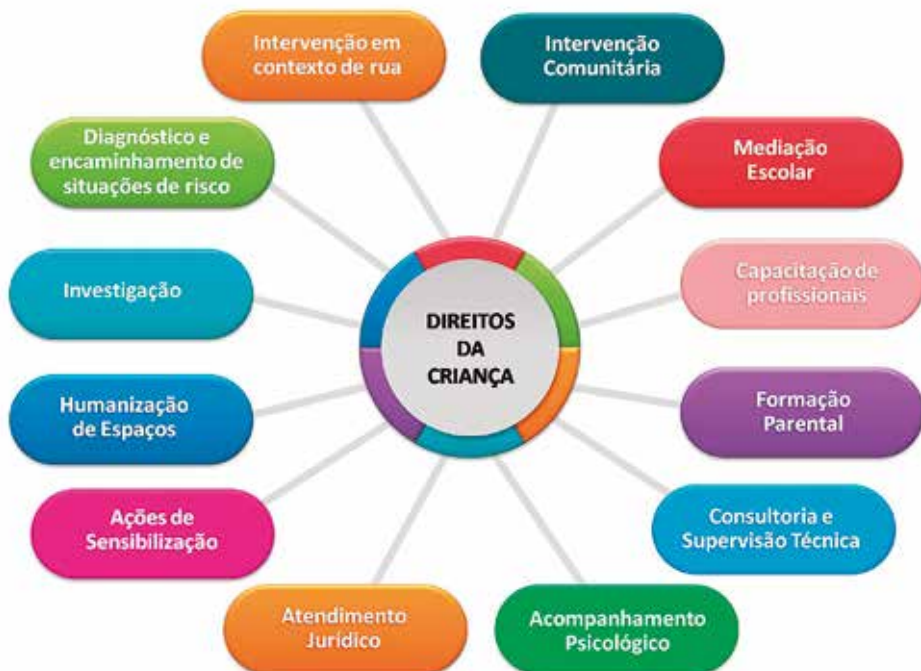 Intervenção em
contexto de rua
Intervenção
Comunitária
Diagnóstico e
encaminhamento de
situações de risco
Mediação
Escolar
Investigação
Capacitação de
profissionais
DIREITOS
DA
CRIANÇA
Humanização
de Espaços
Formação
Parental
Ações de
Sensibilização
Consultoria e
Supervisão Técnica
Atendimento
Jurídico
Acompanhamento
Psicológico